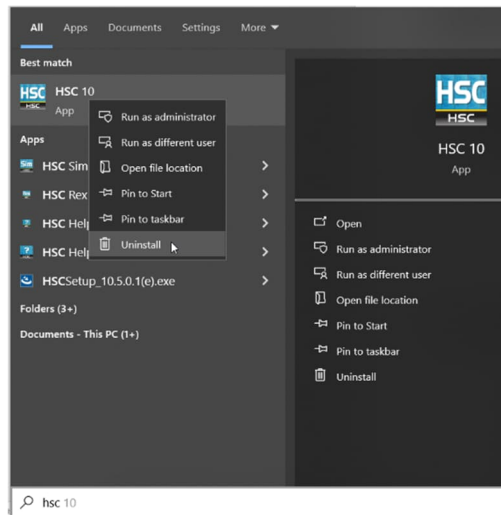 All Apps Documents Settings More
Best match
HSC
HSC
HSC 10
App
Run as administrator
Run as different user
Open file location
Pin to Start
Pin to taskbar
Uninstall
Apps
Sim
HSC Sim
HSC Rex
HSC Help
?
HSC Help
HSCSetup_10.5.0.1(e).exe
Folders (3+)
Documents - This PC (1+)
HSC
HSC
HSC 10
App
Open
Run as administrator
Run as different user
Open file location
Pin to Start
Pin to taskbar
Uninstall
hsc 10